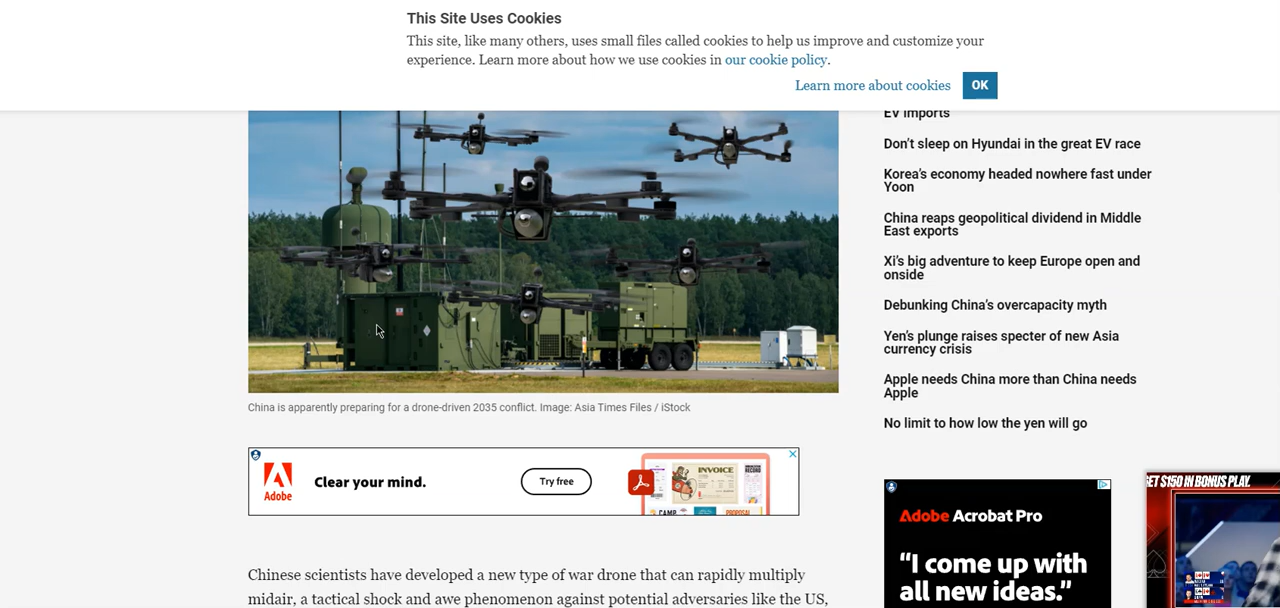 This Site Uses Cookies
This site, like many others, uses small files called cookies to help us improve and customize your
experience. Learn more about how we use cookies in our cookie policy.
Learn more about cookies
OK
EV imports
Don't sleep on Hyundai in the great EV race
Korea's economy headed nowhere fast under
Yoon
China reaps geopolitical dividend in Middle
East exports
Xi's big adventure to keep Europe open and
onside
Debunking China's overcapacity myth
Yen's plunge raises specter of new Asia
currency crisis
Apple needs China more than China needs
Apple
No limit to how low the yen will go
China is apparently preparing for a drone-driven 2035 conflict. Image: Asia Times Files / iStock
Adobe
Clear your mind.
Try free
INVOICE
CAMP
PROPOSAL
Adobe Acrobat Pro
“I come up with
all new ideas.”
GET $150 IN BONUS PLAY.
Chinese scientists have developed a new type of war drone that can rapidly multiply
midair, a tactical shock and awe phenomenon against potential adversaries like the US,